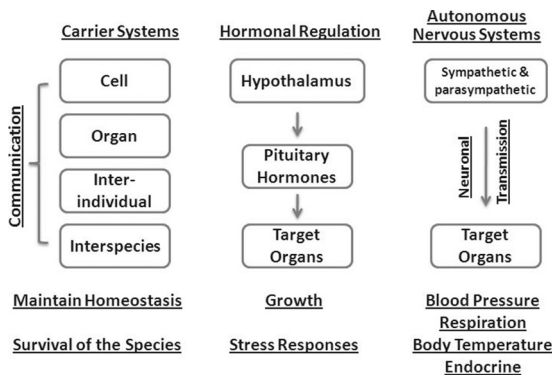 Carrier Systems
Communication
Cell
Organ
Inter-
individual
Interspecies
Maintain Homeostasis
Survival of the Species
Hormonal Regulation
Hypothalamus
Pituitary
Hormones
Target
Organs
Growth
Stress Responses
Autonomous
Nervous Systems
Sympathetic &
parasympathetic
Neuronal
Transmission
Target
Organs
Blood Pressure
Respiration
Body Temperature
Endocrine